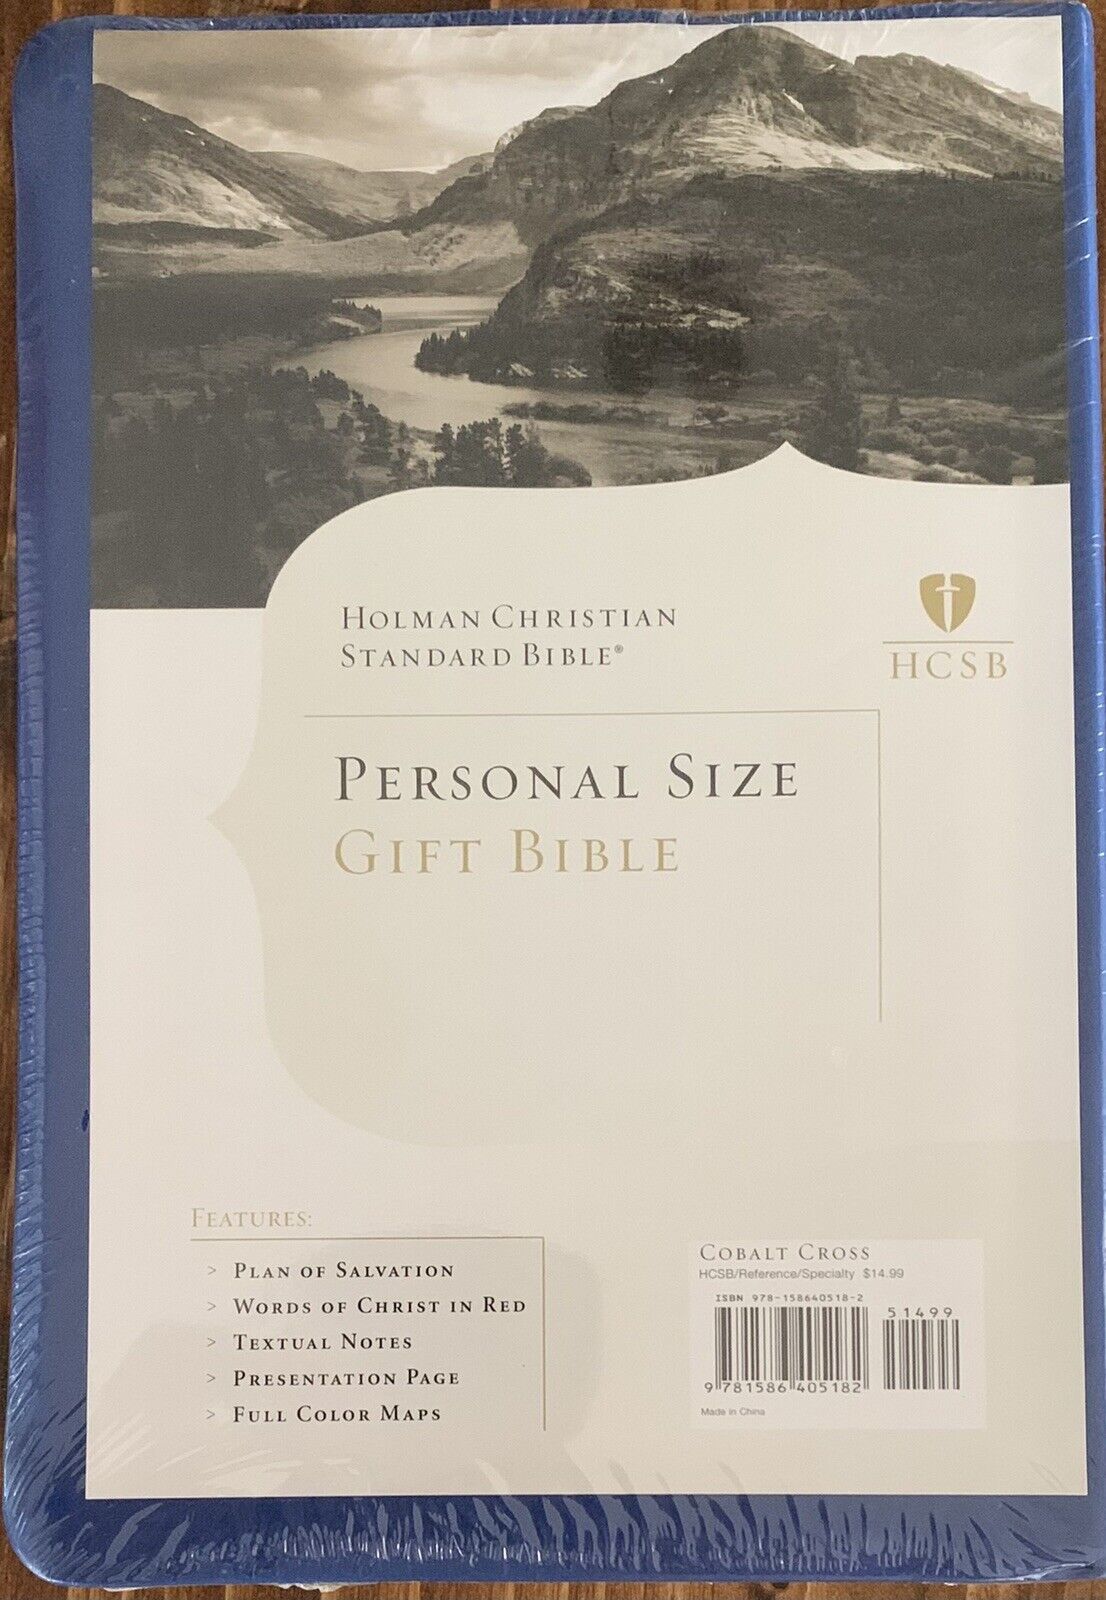 HOLMAN CHRISTIAN
STANDARD BIBLE®
HCSB
PERSONAL SIZE
GIFT BIBLE
FEATURES:
> PLAN OF SALVATION
> WORDS OF CHRIST IN RED
> TEXTUAL NOTES
> PRESENTATION PAGE
> FULL COLOR MAPS
COBALT CROSS
HCSB/Reference/Specialty $14.99
ISBN 978-158640518-2
51499
9 781586 405182
Made in China